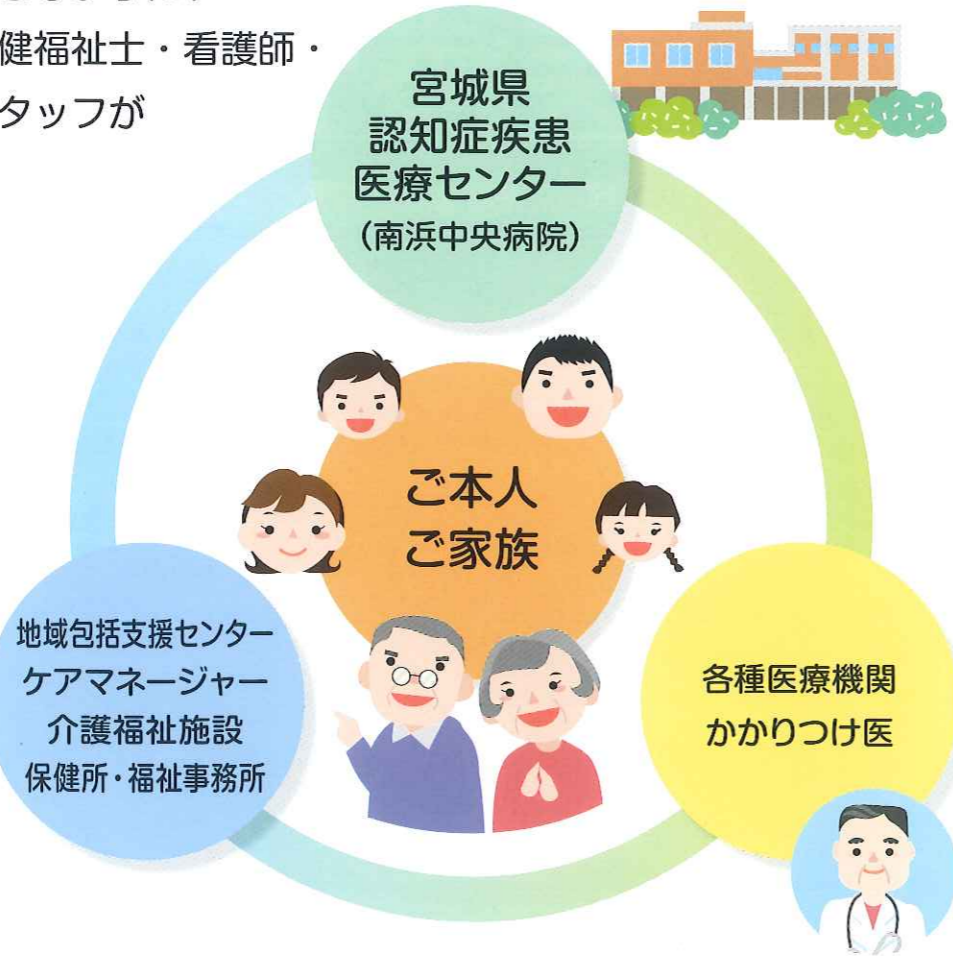 健福祉士・看護師・
タッフが
宮城県
認知症疾患
医療センター
(南浜中央病院)
ご本人
ご家族
地域包括支援センター
ケアマネージャー
介護福祉施設
保健所・福祉事務所
各種医療機関
かかりつけ医